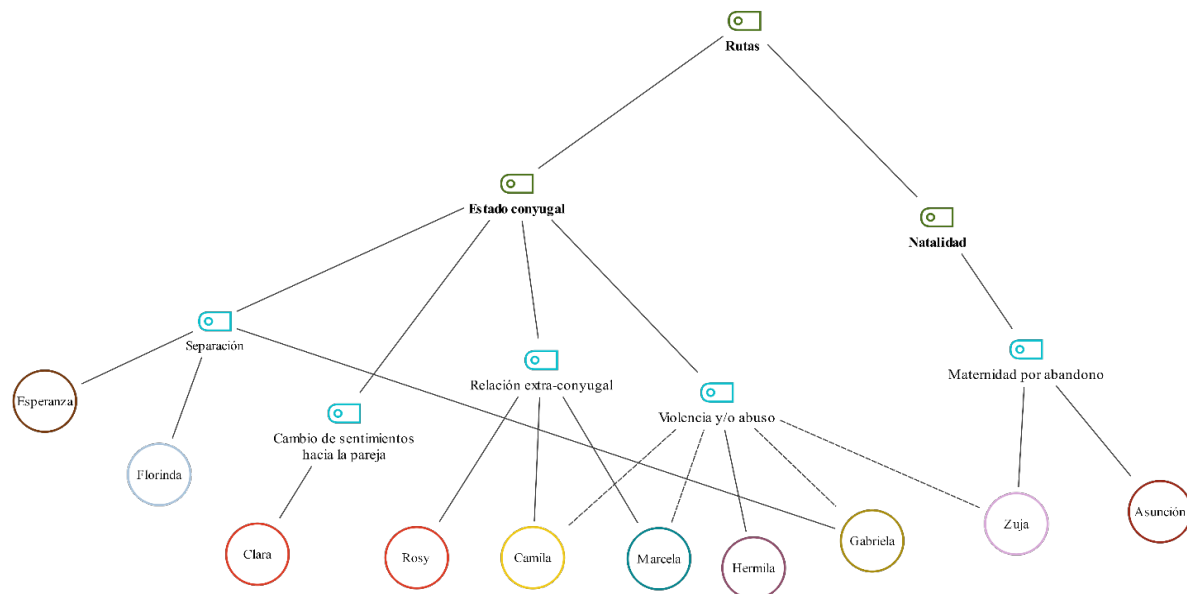 Rutas
Estado conyugal
Natalidad
Separación
Relación extra-conyugal
Maternidad por abandono
Violencia y/o abuso
Cambio de sentimientos
hacia la pareja
Esperanza
Florinda
Clara
Rosy
Camila
Marcela
Hermila
Gabriela
Zuja
Asunción